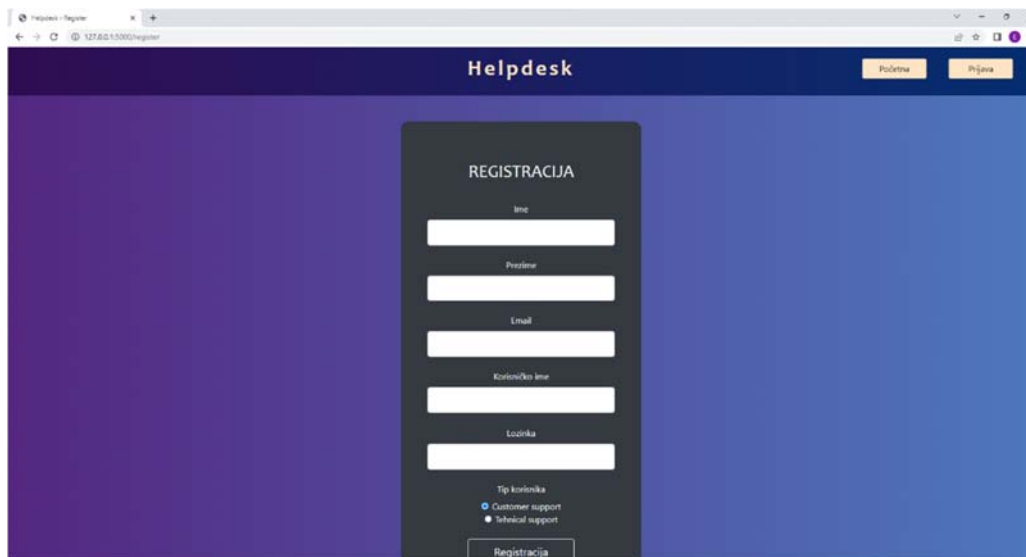 Helpdesk - Register
127.0.0.1:5000/register
Helpdesk
Početna
Prijava
REGISTRACIJA
Ime
Prezime
Email
Korisničko ime
Lozinka
Tip korisnika
Customer support
Tehnical support
Registracija